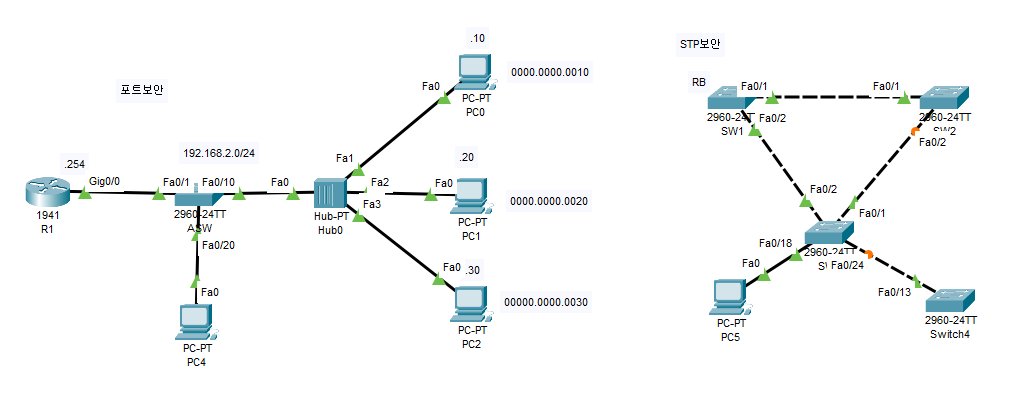 포트보안
.254
Gig0/0
1941
R1
192.168.2.0/24
Fa0/1
Fa0/10
2960-24TT
ASW
Fa0/20
Fa0
PC-PT
PC4
Fa0
Hub-PT
Hub0
Fa1
Fa2
Fa3
.10
Fa0
PC-PT
PC0
0000.0000.0010
.20
Fa0
PC-PT
PC1
0000.0000.0020
.30
Fa0
PC-PT
PC2
00000.0000.0030
STP보안
RB
Fa0/1
2960-24TT
SW1
Fa0/2
Fa0/1
2960-24TT
SW2
Fa0/2
Fa0/2
Fa0/1
2960-24TT
Fa0/18
Fa0/24
Fa0
PC-PT
PC5
Fa0/13
2960-24TT
Switch4